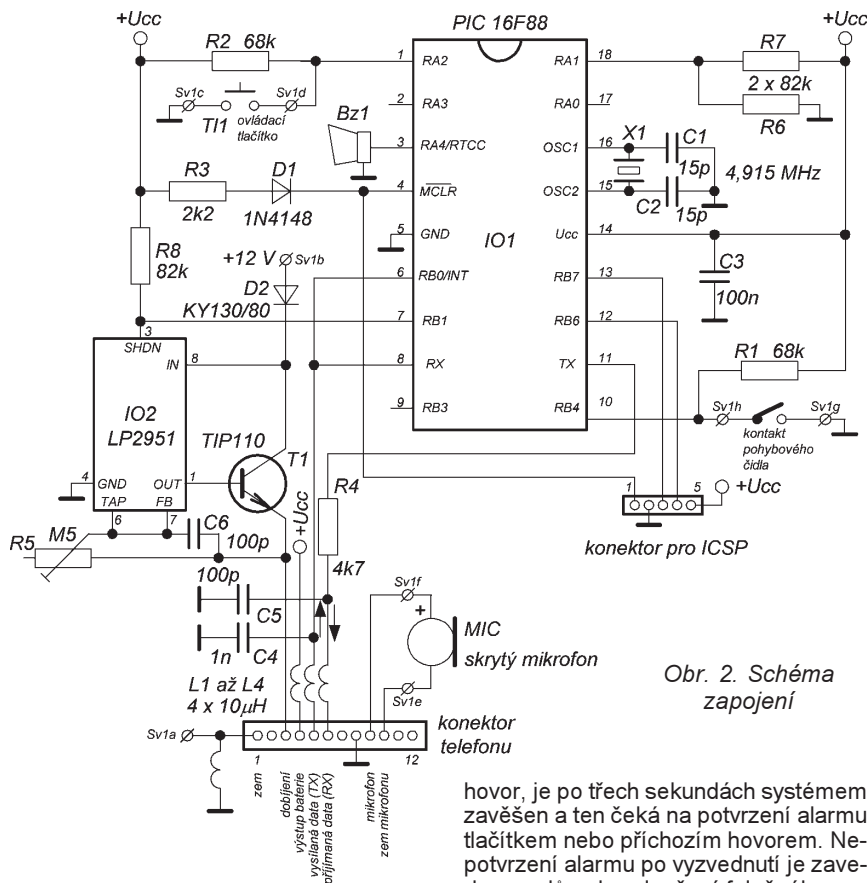 +Ucc
R2 68k
PIC 16F88
+Ucc
1
RA2
RA1
18
R7
Sv1c
Sv1d
Tl1
ovládací
tlačítko
2
RA3
RA0
17
2 x 82k
R6
Bz1
3
RA4/RTCC
OSC1
16
X1
C1
15p
4,915 MHz
R3
2k2
D1
1N4148
4
MCLR
OSC2
15
C2
15p
5
GND
IO1
Ucc
14
R8
82k
+12 V
Sv1b
6
RB0/INT
RB7
13
C3
100n
D2
KY130/80
7
RB1
RB6
12
3
SHDN
IN
8
8
RX
TX
11
R1 68k
IO2
LP2951
9
RB3
RB4
10
Sv1h
Sv1g
kontakt
pohybového
čidla
TIP110
T1
4
GND
OUT
1
TAP
FB
6
7
+Ucc
R4
4k7
1
5
+Ucc
konektor pro ICSP
R5
M5
C6
100p
100p
C5
1n
C4
Sv1f
+
MIC
skrytý mikrofon
Sv1e
L1 až L4
4 x 10µH
Obr. 2. Schéma
zapojení
Sv1a
1
12
konektor
telefonu
zem
dobíjení
výstup baterie
vysílaná data (TX)
přijímaná data (RX)
mikrofon
zem mikrofonu
hovor, je po třech sekundách systémem
zavěšen a ten čeká na potvrzení alarmu
tlačítkem nebo příchozím hovorem. Ne-
potvrzení alarmu po vyzvednutí je zave-